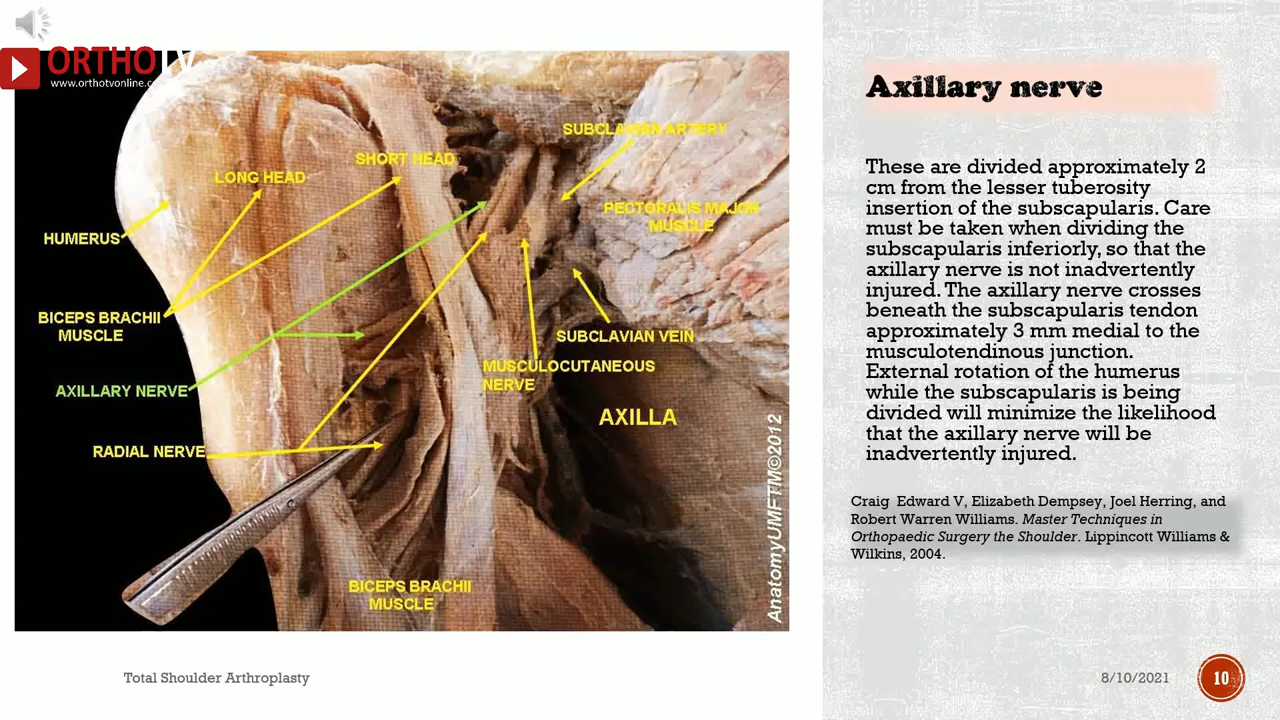 ORTHOTV
www.orthotvonline.c
SUBCLAVIAN ARTERY
SHORT HEAD
LONG HEAD
PECTORALIS MAJOR
MUSCLE
HUMERUS
BICEPS BRACHII
MUSCLE
SUBCLAVIAN VEIN
MUSCULOCUTANEOUS
NERVE
AXILLARY NERVE
AXILLA
RADIAL NERVE
BICEPS BRACHII
MUSCLE
AnatomyUMFTM©2012
Axillary nerve
These are divided approximately 2
cm from the lesser tuberosity
insertion of the subscapularis. Care
must be taken when dividing the
subscapularis inferiorly, so that the
axillary nerve is not inadvertently
injured. The axillary nerve crosses
beneath the subscapularis tendon
approximately 3 mm medial to the
musculotendinous junction.
External rotation of the humerus
while the subscapularis is being
divided will minimize the likelihood
that the axillary nerve will be
inadvertently injured.
Craig Edward V, Elizabeth Dempsey, Joel Herring, and
Robert Warren Williams. Master Techniques in
Orthopaedic Surgery the Shoulder. Lippincott Williams &
Wilkins, 2004.
Total Shoulder Arthroplasty
8/10/2021
10